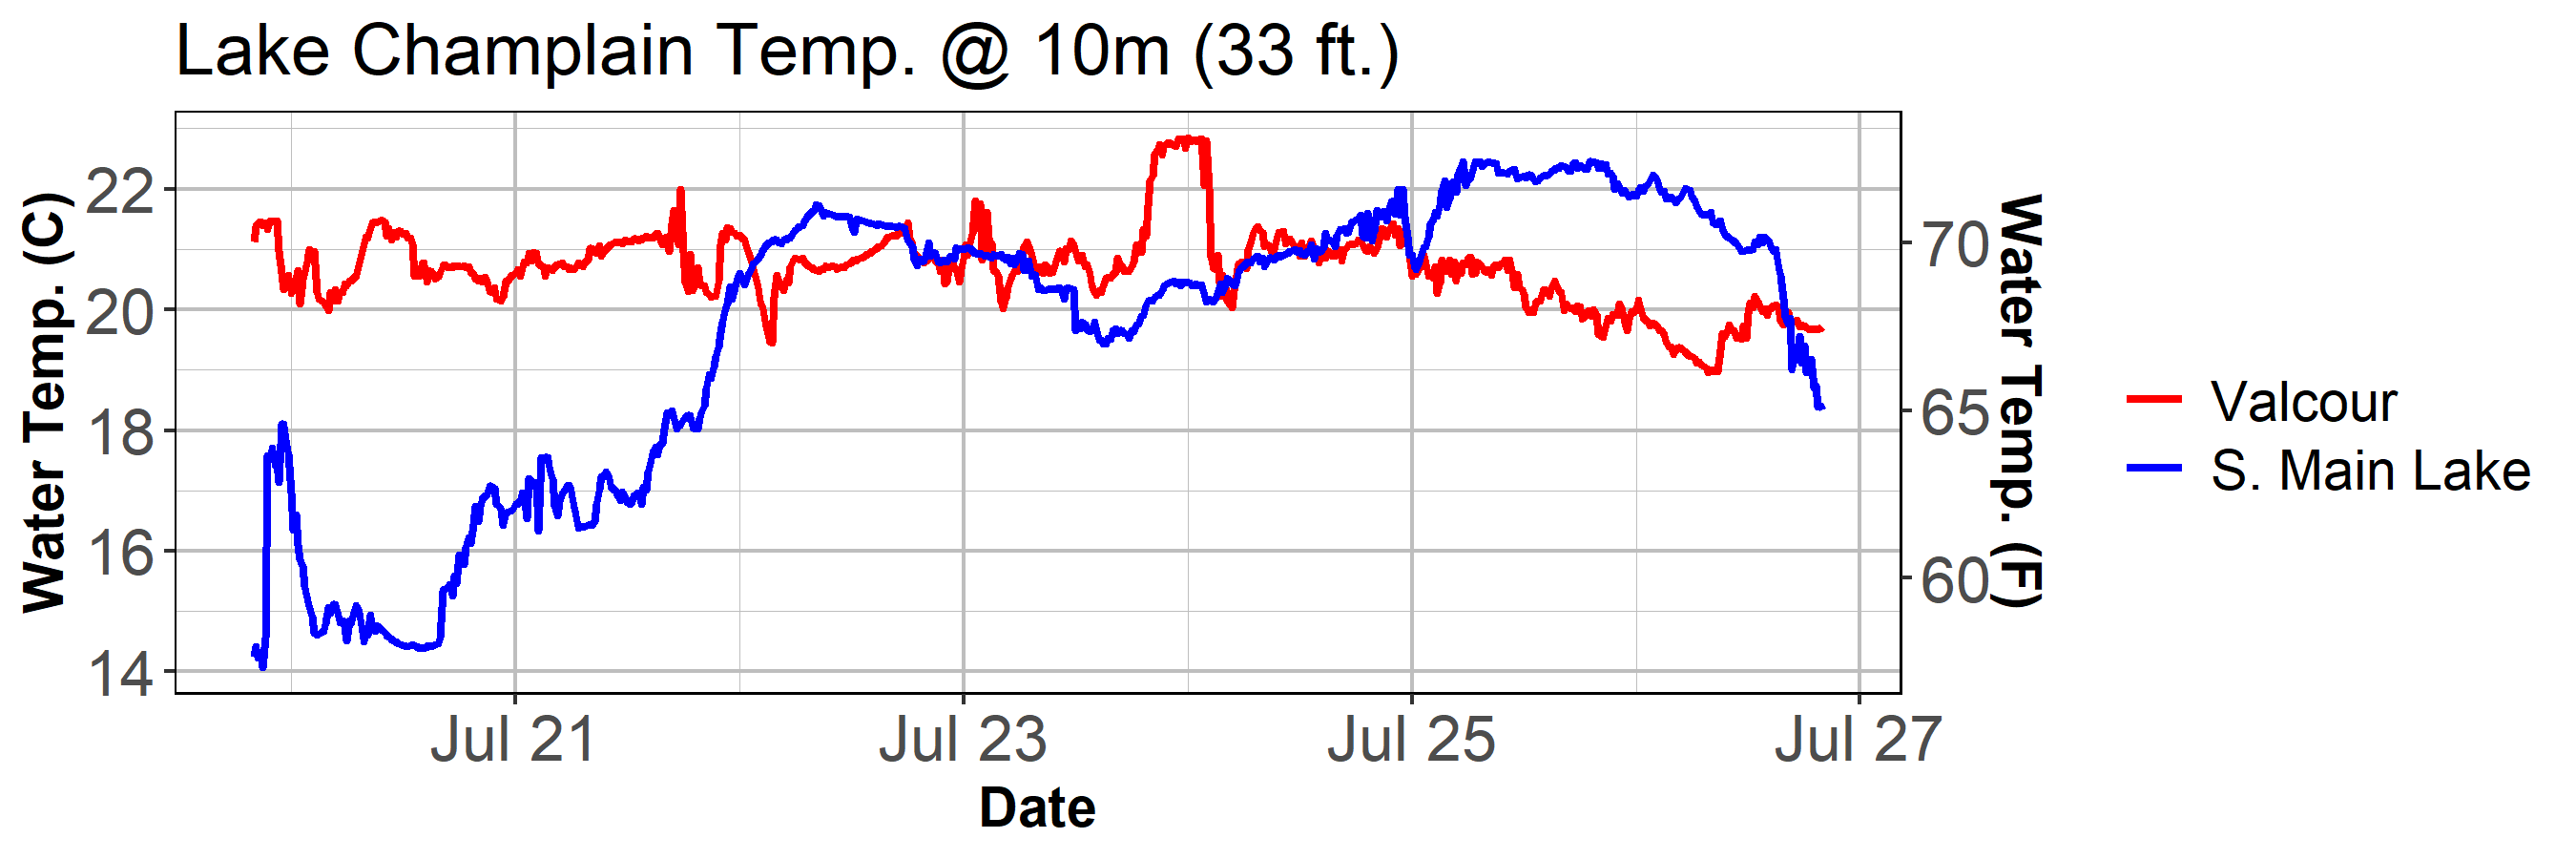 Lake Champlain Temp. @ 10m (33 ft.)
Water Temp. (C)
22
20
18
16
14
Jul 21
Jul 23
Jul 25
Jul 27
Date
70
65
60
Water Temp. (F)
Valcour
S. Main Lake